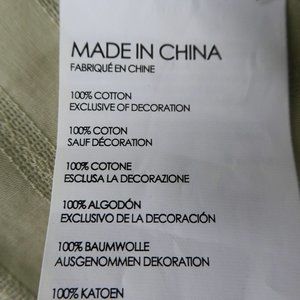 MADE IN CHINA
FABRIQUÉ EN CHINE
100% COTTON
EXCLUSIVE OF DECORATION
100% COTON
SAUF DÉCORATION
100% COTONE
ESCLUSA LA DECORAZIONE
100% ALGODÓN
EXCLUSIVO DE LA DECORACIÓN
100% BAUMWOLLE
AUSGENOMMEN DEKORATION
100% KATOEN